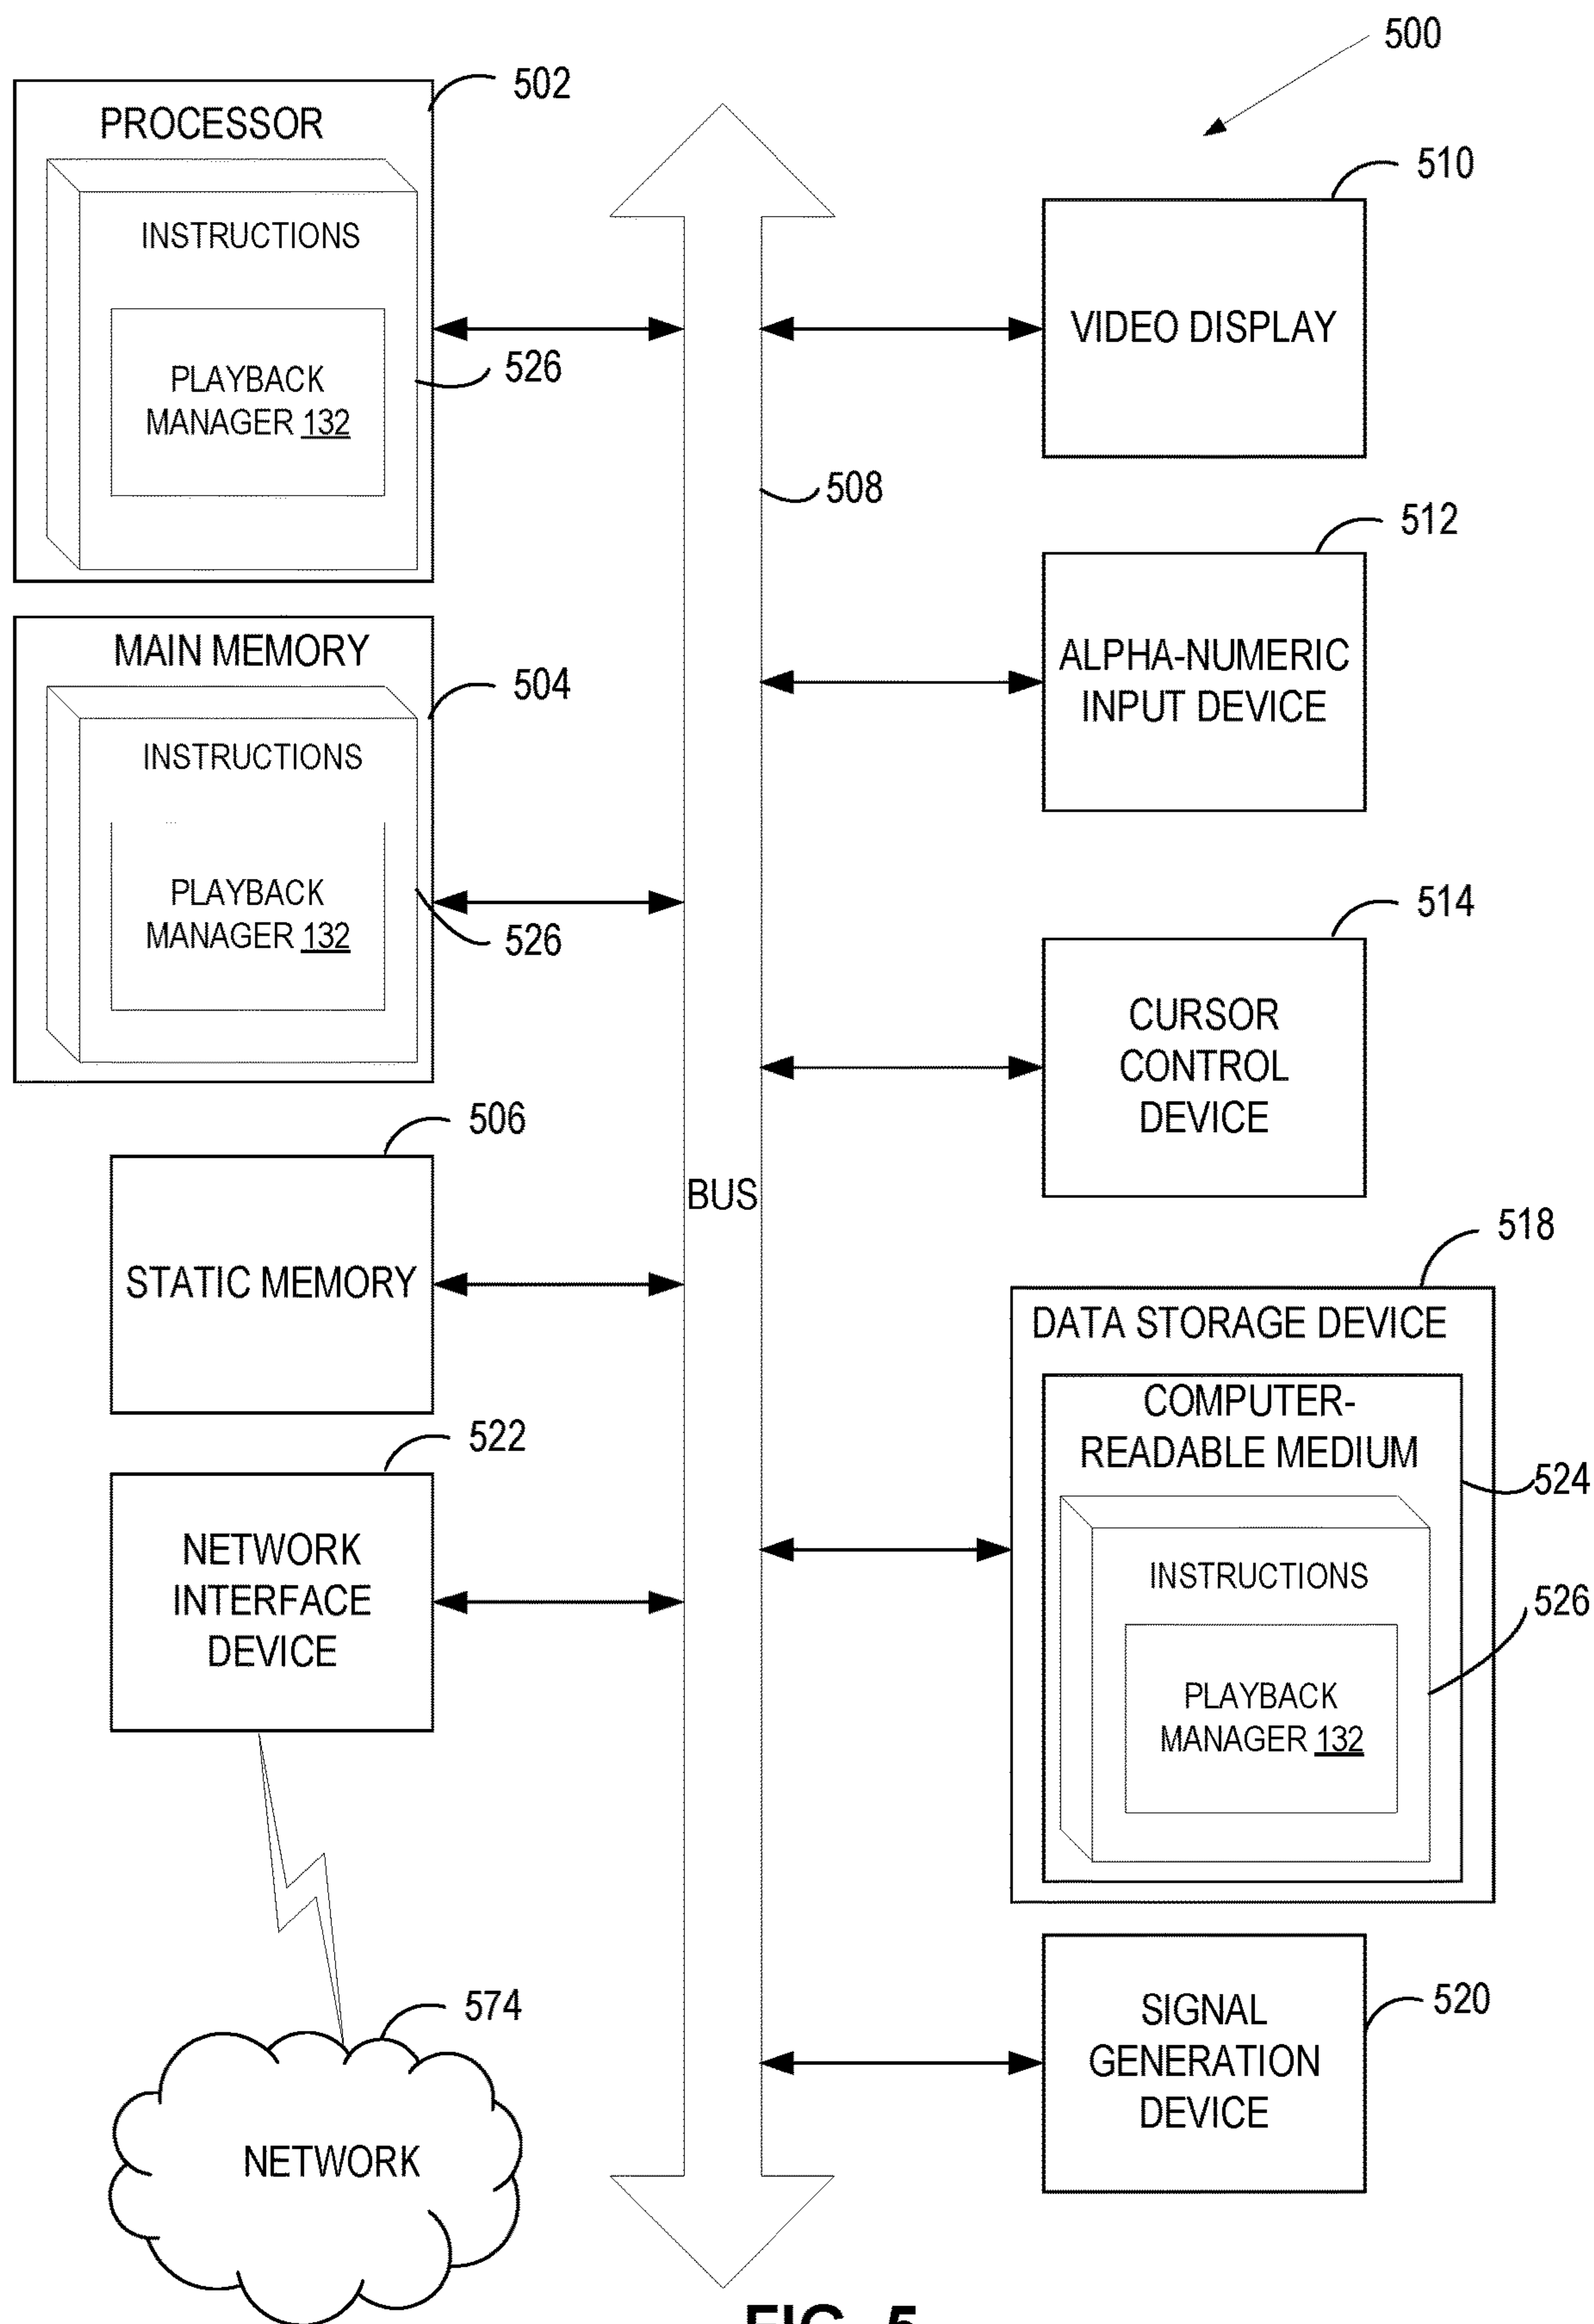 500
502
PROCESSOR
INSTRUCTIONS
PLAYBACK
MANAGER 132
526
MAIN MEMORY
504
INSTRUCTIONS
PLAYBACK
MANAGER 132
526
506
STATIC MEMORY
522
NETWORK
INTERFACE
DEVICE
574
NETWORK
BUS
508
510
VIDEO DISPLAY
512
ALPHA-NUMERIC
INPUT DEVICE
514
CURSOR
CONTROL
DEVICE
518
DATA STORAGE DEVICE
COMPUTER-
READABLE MEDIUM
524
INSTRUCTIONS
526
PLAYBACK
MANAGER 132
520
SIGNAL
GENERATION
DEVICE
FIG. 5